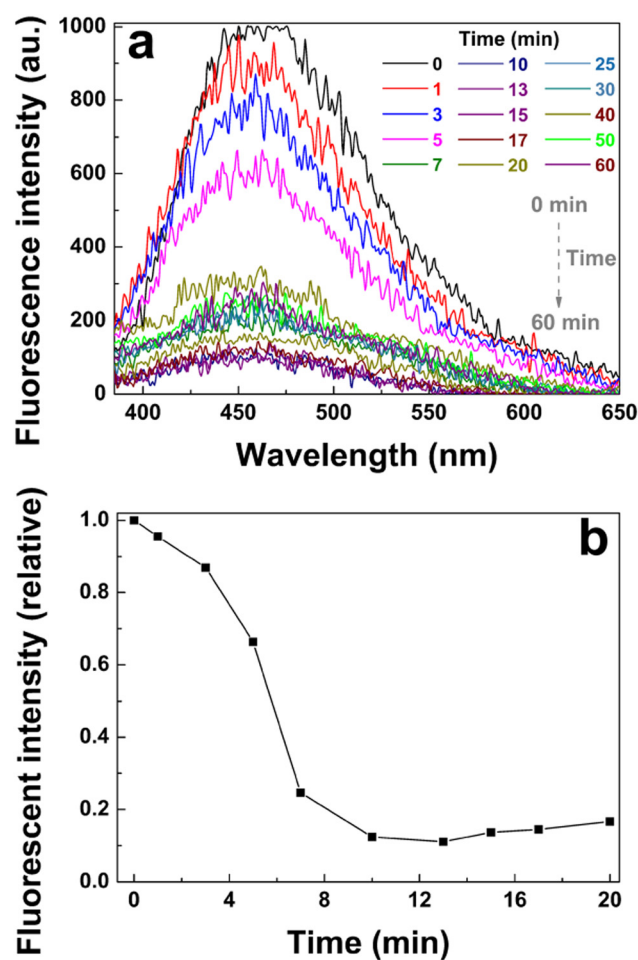 a
Fluorescence intensity (au.)
1000
800
600
400
200
0
Time (min)
0 10 25
1 13 30
3 15 40
5 17 50
7 20 60
0 min
Time
60 min
400 450 500 550 600 650
Wavelength (nm)
b
Fluorescent intensity (relative)
1.0
0.8
0.6
0.4
0.2
0.0
0 4 8 12 16 20
Time (min)